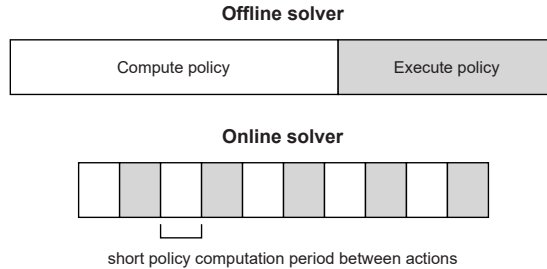 Offline solver
Compute policy Execute policy
Online solver
short policy computation period between actions